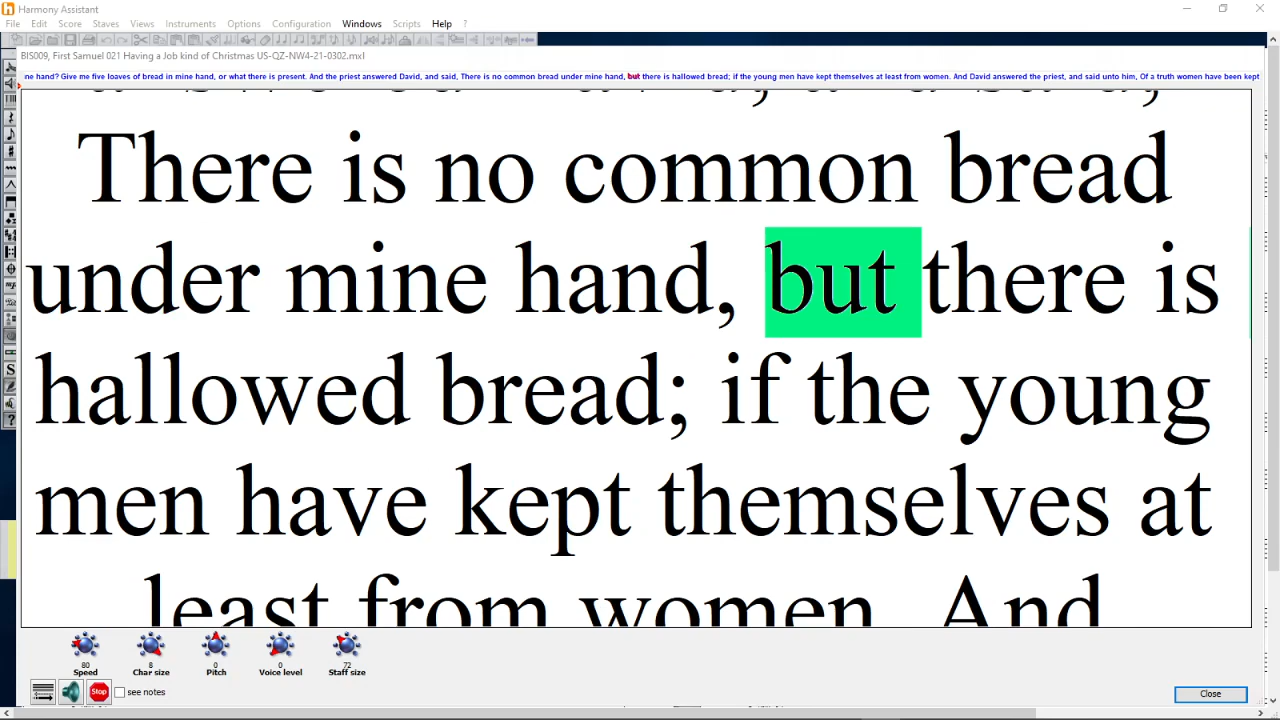 Harmony Assistant
File Edit Score Staves Views Instruments Options Configuration Windows Scripts Help ?
BIS009, First Samuel 021 Having a Job kind of Christmas US-QZ-NW4-21-0302.mxl
ne hand? Give me five loaves of bread in mine hand, or what there is present. And the priest answered David, and said, There is no common bread under mine hand, but there is hallowed bread; if the young men have kept themselves at least from women. And David answered the priest, and said unto him, Of a truth women have been kept
There is no common bread
under mine hand, but there is
hallowed bread; if the young
men have kept themselves at
least from women. And
80 8 0 0 72
Speed Char size Pitch Voice level Staff size
Stop see notes
Close